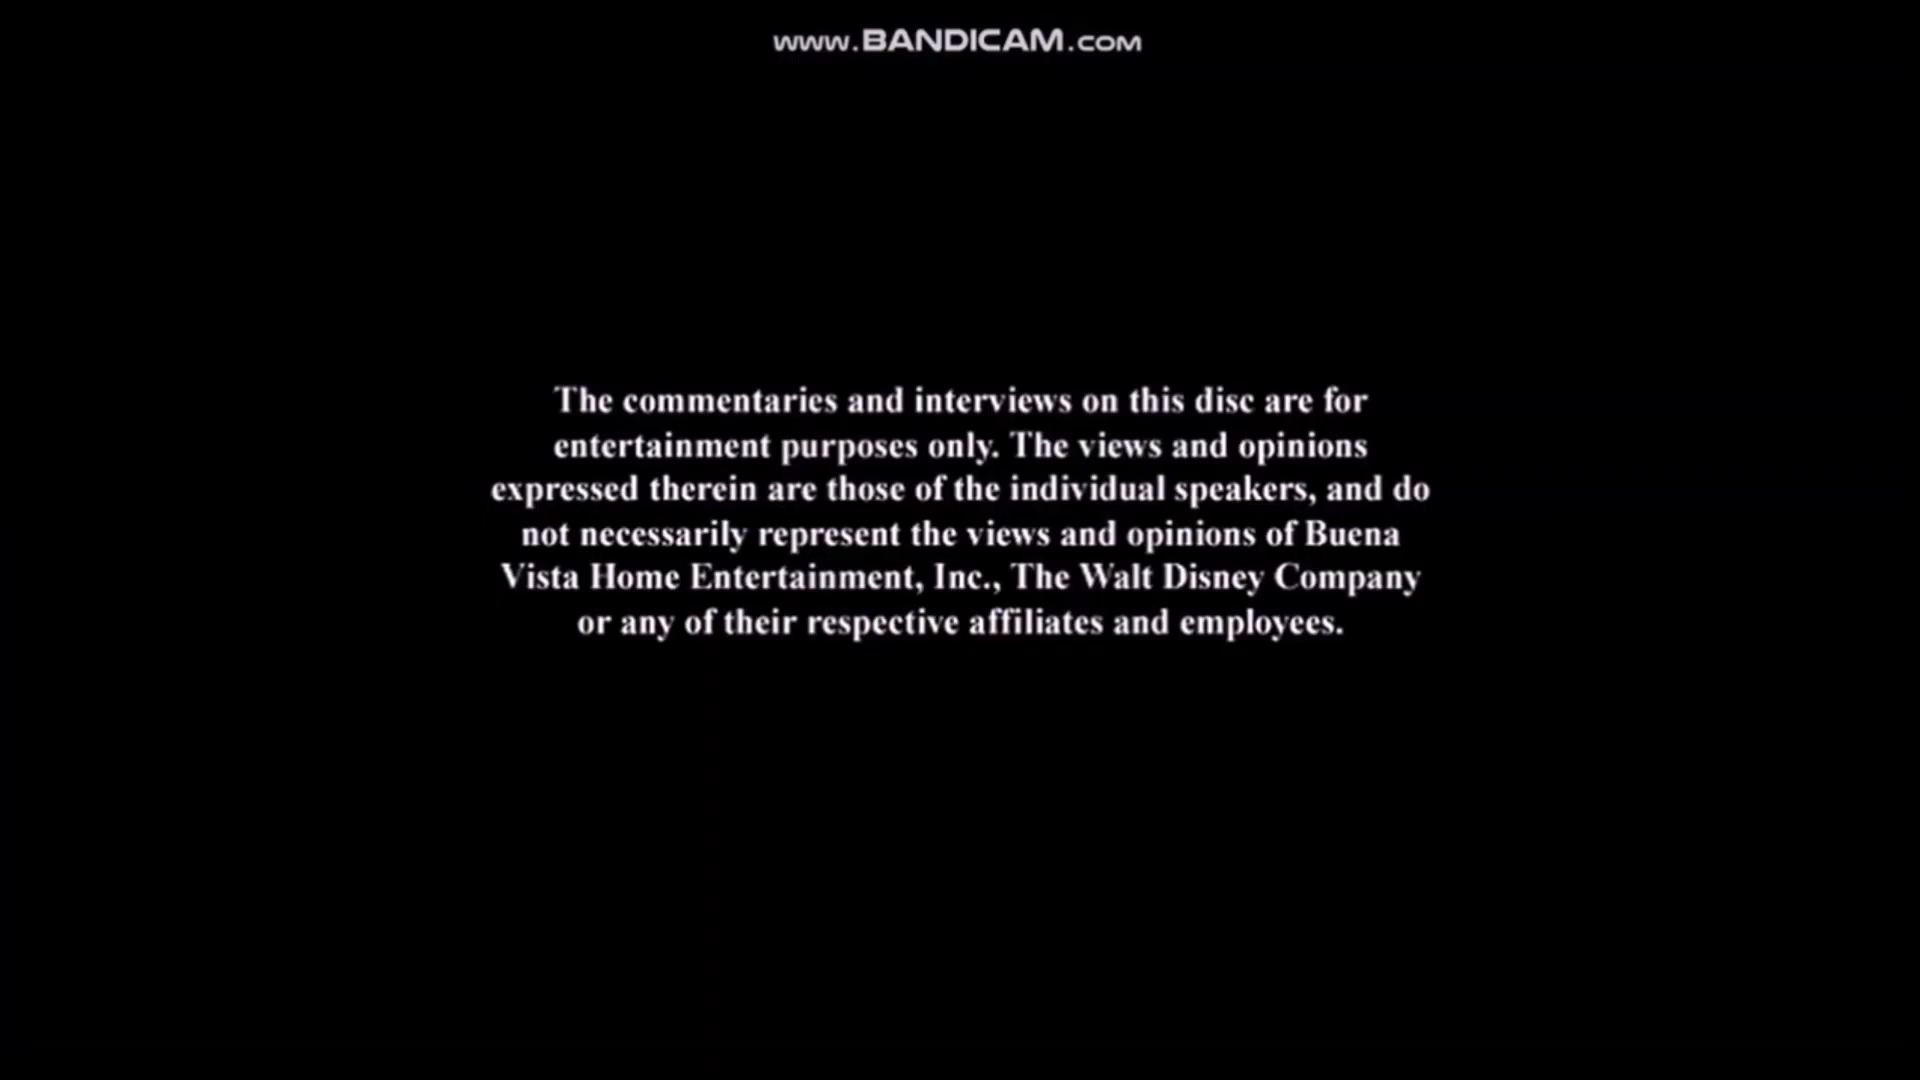 www.BANDICAM.com
The commentaries and interviews on this disc are for
entertainment purposes only. The views and opinions
expressed therein are those of the individual speakers, and do
not necessarily represent the views and opinions of Buena
Vista Home Entertainment, Inc., The Walt Disney Company
or any of their respective affiliates and employees.